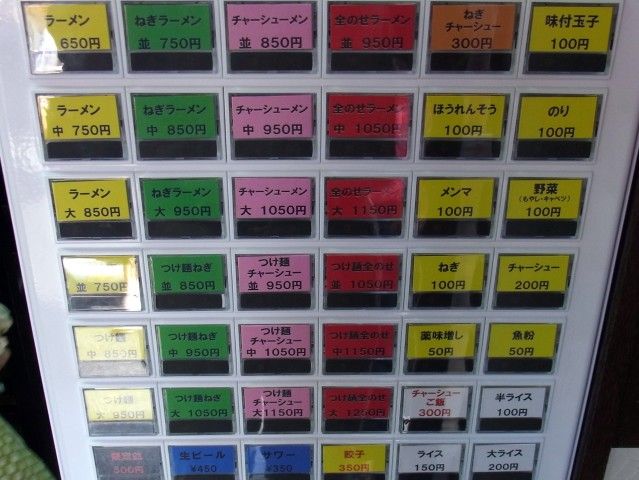 ラーメン
650円
ねぎラーメン
並 750円
チャーシューメン
並 850円
全のせラーメン
並 950円
ねぎ
チャーシュー
300円
味付玉子
100円
ラーメン
中 750円
ねぎラーメン
中 850円
チャーシューメン
中 950円
全のせラーメン
中 1050円
ほうれんそう
100円
のり
100円
ラーメン
大 850円
ねぎラーメン
大 950円
チャーシューメン
大 1050円
全のせラーメン
大 1150円
メンマ
100円
野菜
(もやし・キャベツ)
100円
並 750円
つけ麺ねぎ
並 850円
つけ麺
チャーシュー
並 950円
つけ麺全のせ
並 1050円
ねぎ
100円
チャーシュー
200円
つけ麺
中 850円
つけ麺ねぎ
中 950円
つけ麺
チャーシュー
中 1050円
つけ麺全のせ
中1150円
薬味増し
50円
魚粉
50円
つけ麺
大 950円
つけ麺ねぎ
大 1050円
つけ麺
チャーシュー
大1150円
つけ麺全のせ
大 1250円
チャーシュー
ご飯
300円
半ライス
100円
500円
生ビール
¥450
サワー
¥350
餃子
350円
ライス
150円
大ライス
200円